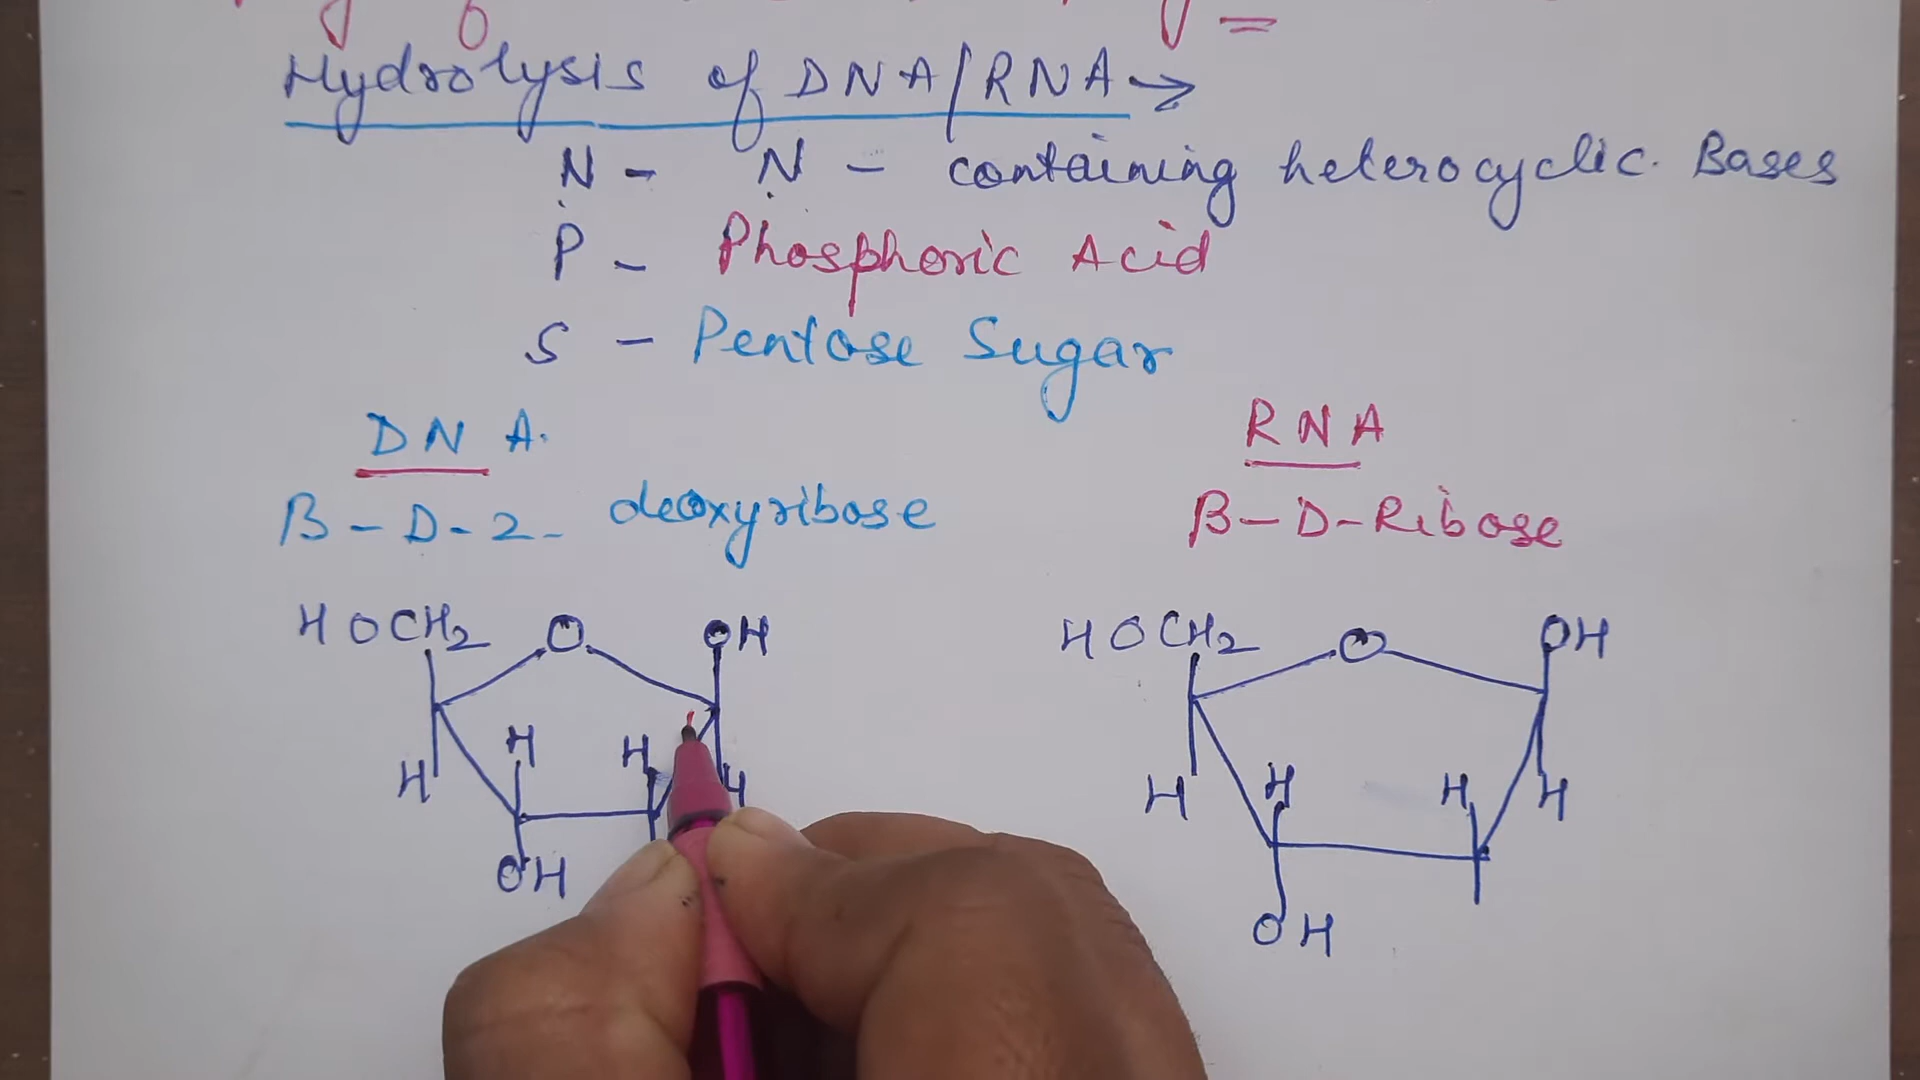 Hydrolysis of DNA/RNA →
N - N - containing heterocyclic. Bases
P - Phosphoric Acid
S - Pentose Sugar
DNA. RNA
β-D-2- deoxyribose β-D-Ribose
HOCH2 O OH HOCH2 O OH
H H H H H H H H
OH OH